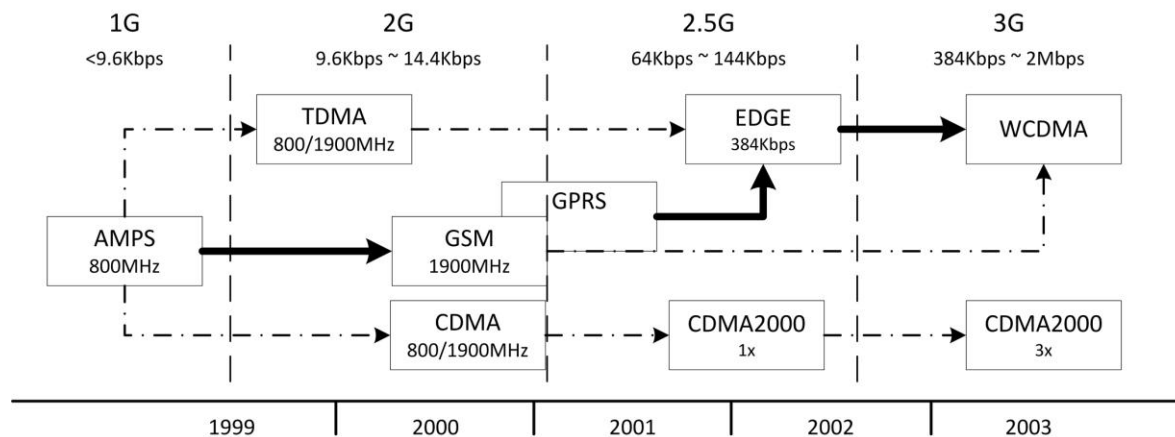 1G
2G
2.5G
3G
<9.6Kbps
9.6Kbps ~ 14.4Kbps
64Kbps ~ 144Kbps
384Kbps ~ 2Mbps
TDMA
800/1900MHz
EDGE
384Kbps
WCDMA
GPRS
AMPS
800MHz
GSM
1900MHz
CDMA
800/1900MHz
CDMA2000
1x
CDMA2000
3x
1999
2000
2001
2002
2003